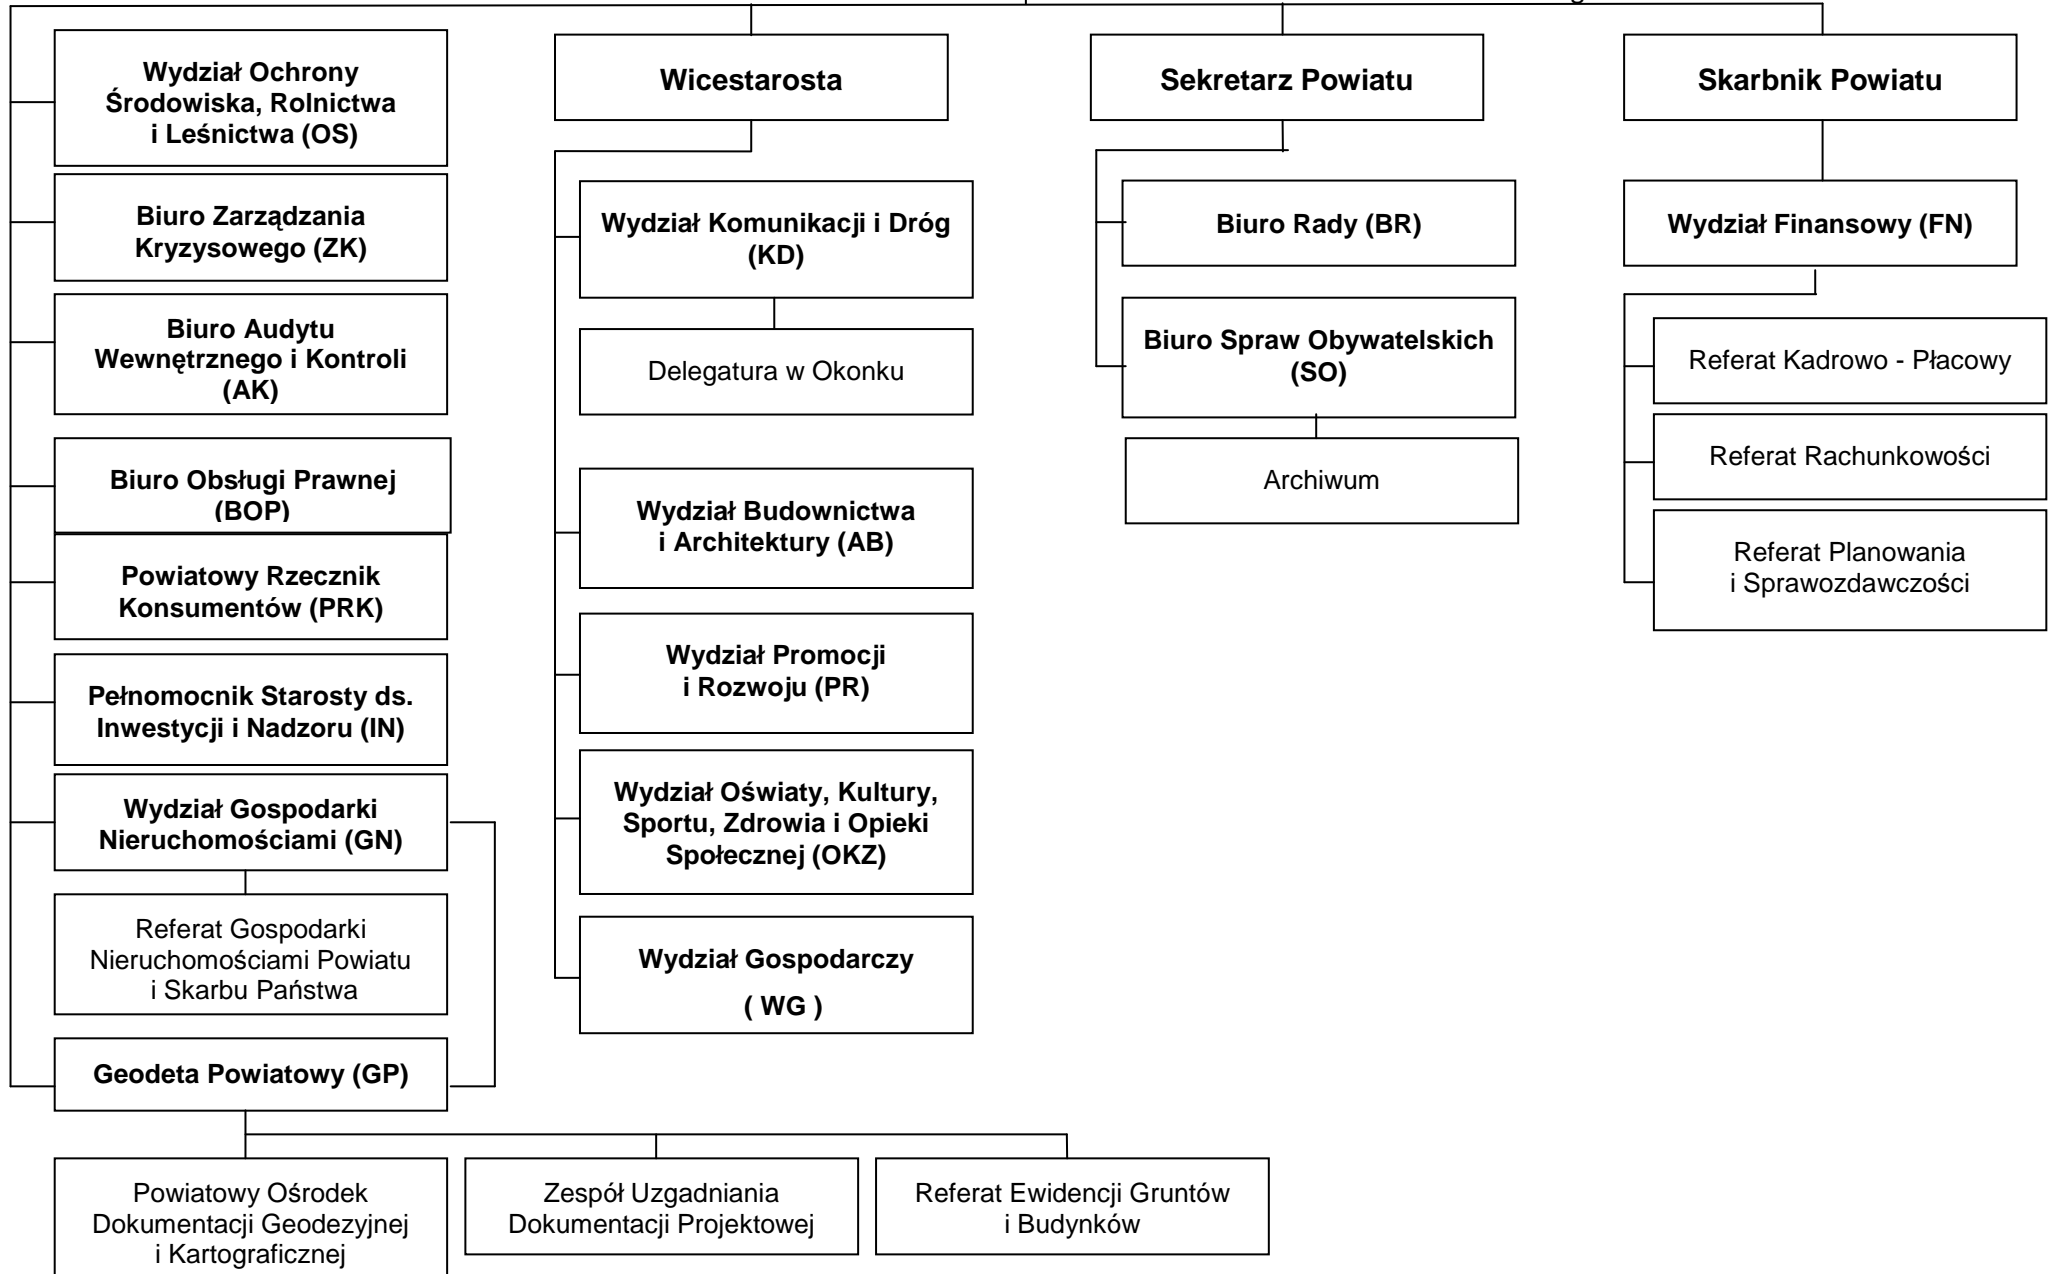 Wydział Ochrony
Środowiska, Rolnictwa
i Leśnictwa (OS)
Biuro Zarządzania
Kryzysowego (ZK)
Biuro Audytu
Wewnętrznego i Kontroli
(AK)
Biuro Obsługi Prawnej
(BOP)
Powiatowy Rzecznik
Konsumentów (PRK)
Pełnomocnik Starosty ds.
Inwestycji i Nadzoru (IN)
Wydział Gospodarki
Nieruchomościami (GN)
Referat Gospodarki
Nieruchomościami Powiatu
i Skarbu Państwa
Geodeta Powiatowy (GP)
Powiatowy Ośrodek
Dokumentacji Geodezyjnej
i Kartograficznej
Zespół Uzgadniania
Dokumentacji Projektowej
Referat Ewidencji Gruntów
i Budynków
Wicestarosta
Wydział Komunikacji i Dróg
(KD)
Delegatura w Okonku
Wydział Budownictwa
i Architektury (AB)
Wydział Promocji
i Rozwoju (PR)
Wydział Oświaty, Kultury,
Sportu, Zdrowia i Opieki
Społecznej (OKZ)
Wydział Gospodarczy
( WG )
Sekretarz Powiatu
Biuro Rady (BR)
Biuro Spraw Obywatelskich
(SO)
Archiwum
Skarbnik Powiatu
Wydział Finansowy (FN)
Referat Kadrowo - Płacowy
Referat Rachunkowości
Referat Planowania
i Sprawozdawczości